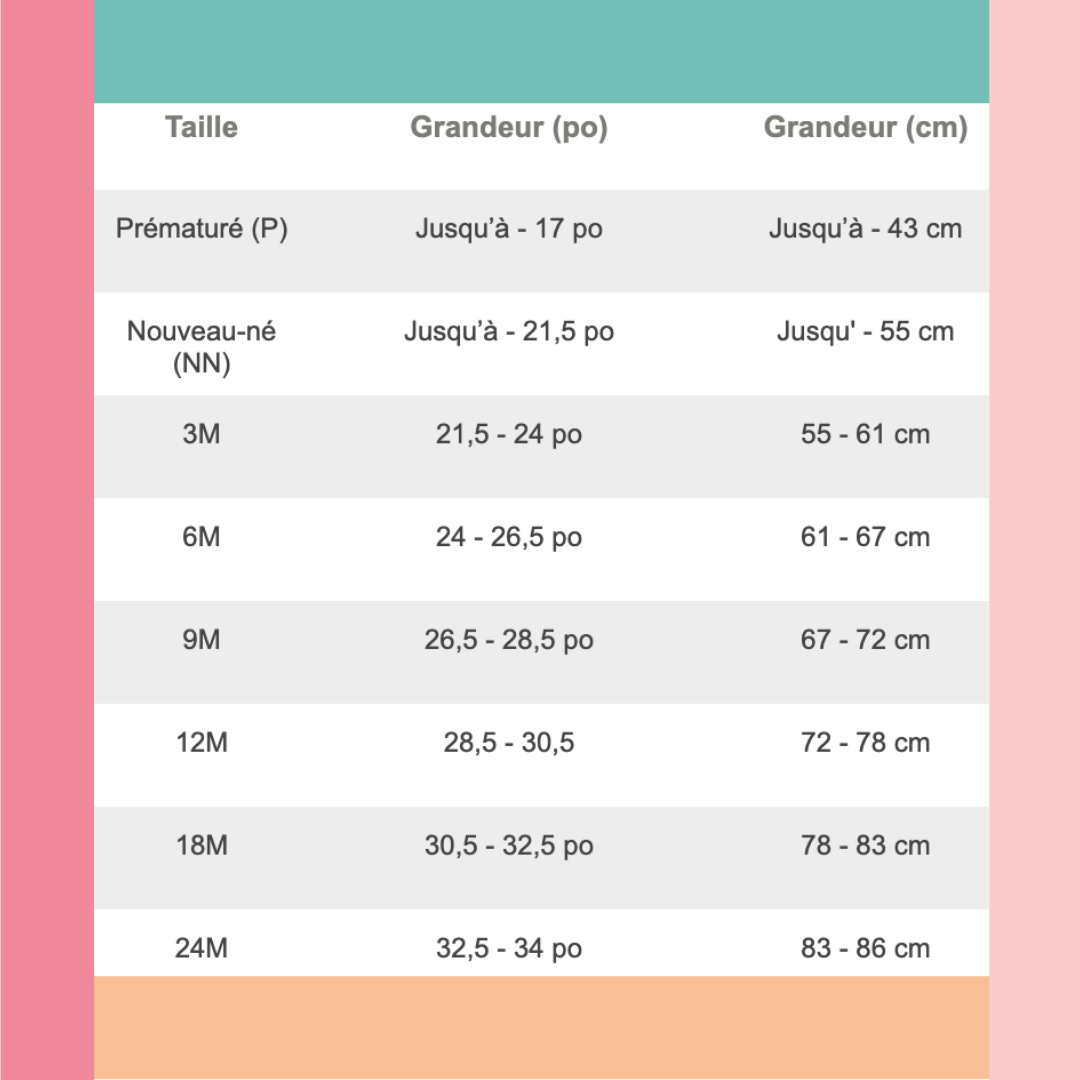 Taille Grandeur (po) Grandeur (cm)
Prématuré (P) Jusqu’à - 17 po Jusqu’à - 43 cm
Nouveau-né Jusqu’à - 21,5 po Jusqu' - 55 cm
(NN)
3M 21,5 - 24 po 55 - 61 cm
6M 24 - 26,5 po 61 - 67 cm
9M 26,5 - 28,5 po 67 - 72 cm
12M 28,5 - 30,5 72 - 78 cm
18M 30,5 - 32,5 po 78 - 83 cm
24M 32,5 - 34 po 83 - 86 cm